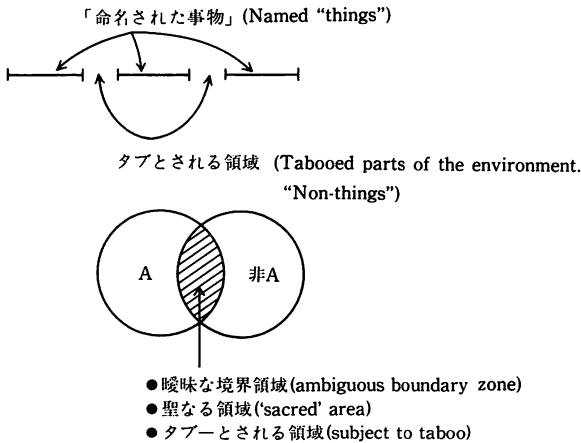 「命名された事物」(Named “things”)
タブとされる領域 (Tabooed parts of the environment.
“Non-things”)
A 非A
●曖昧な境界領域(ambiguous boundary zone)
●聖なる領域(‘sacred’ area)
●タブーとされる領域(subject to taboo)